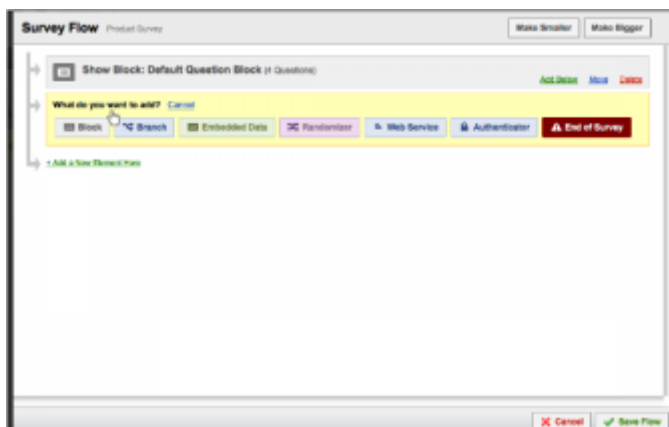 Survey Flow Product Survey
Make Smaller
Make Bigger
Show Block: Default Question Block (4 Questions)
Add Below Move Delete
What do you want to add? Cancel
Block
Branch
Embedded Data
Randomizer
Web Service
Authenticator
End of Survey
+ Add a New Element Here
Cancel
Save Flow